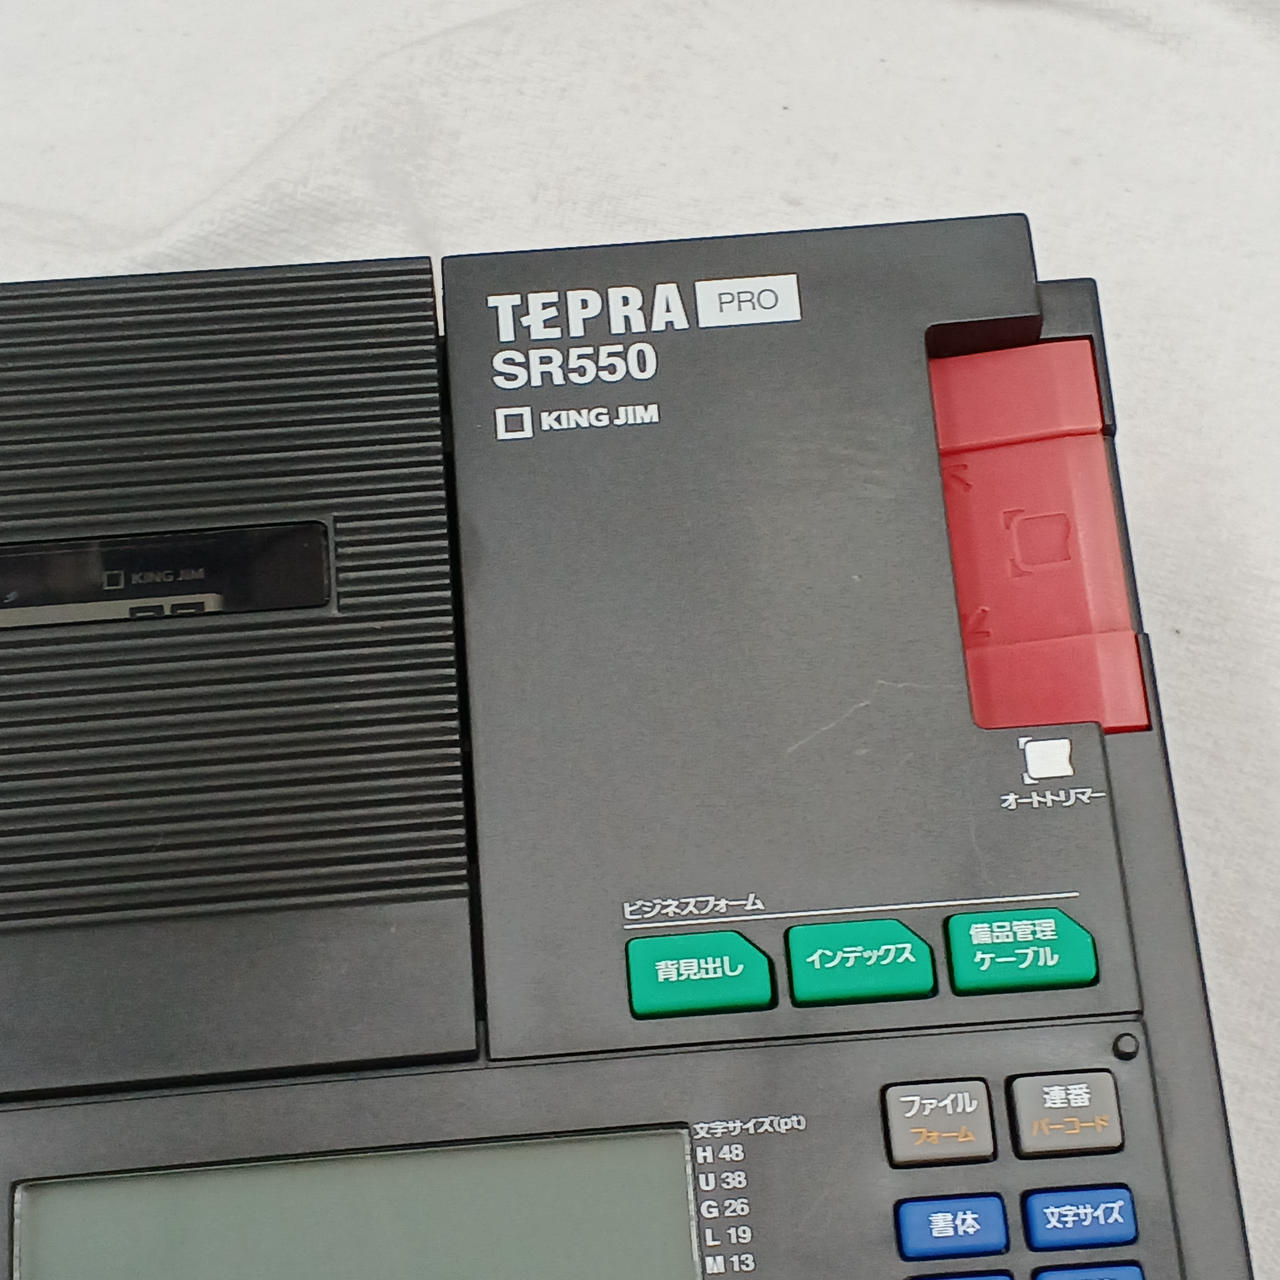 TEPRA PRO
SR550
KING JIM
KING JIM
オートトリマー
ビジネスフォーム
背見出し
インデックス
備品管理
ケーブル
ファイル
フォーム
連番
バーコード
文字サイズ(pt)
H 48
U 38
G 26
L 19
M 13
書体
文字サイズ